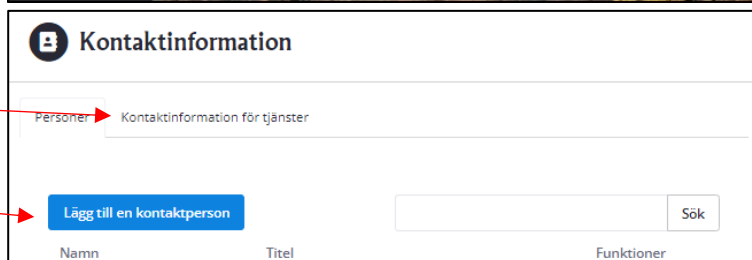 Kontaktinformation
Personer Kontaktinformation för tjänster
Lägg till en kontaktperson Sök
Namn Titel Funktioner